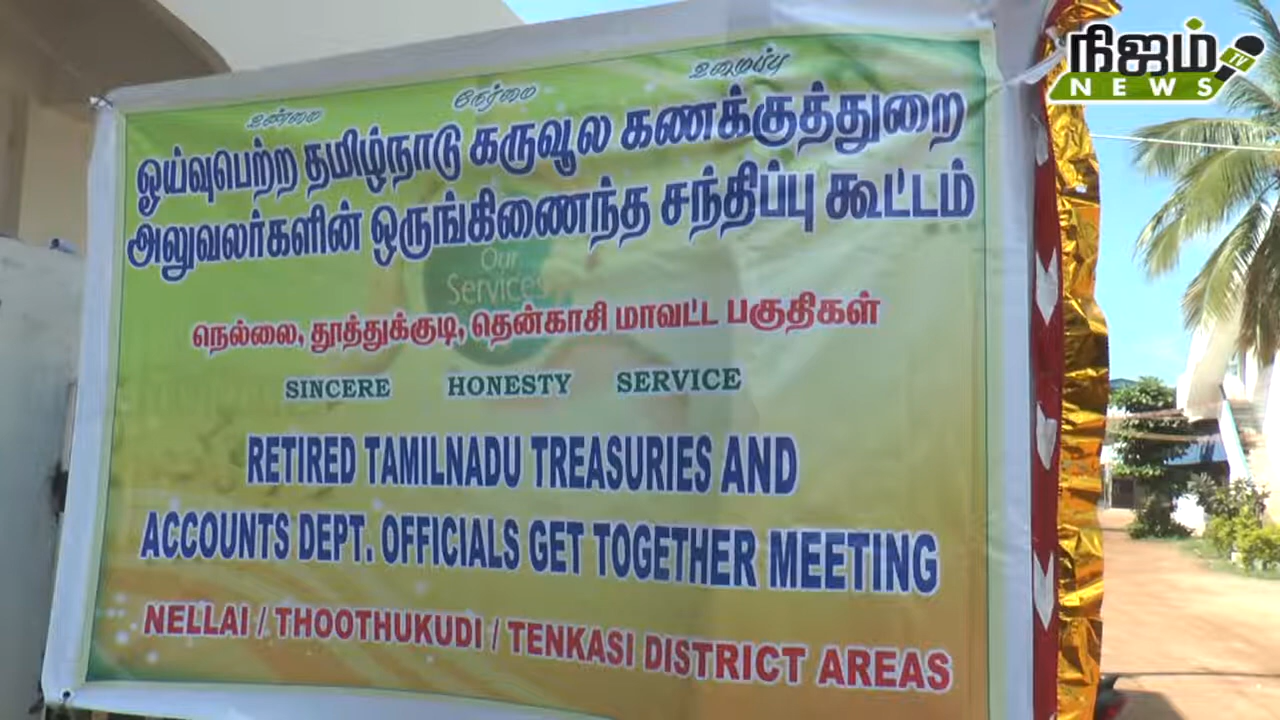 நிஜம் TV
NEWS
உண்மை நேர்மை உழைப்பு
ஓய்வுபெற்ற தமிழ்நாடு கருவூல கணக்குத்துறை
அலுவலர்களின் ஒருங்கிணைந்த சந்திப்பு கூட்டம்
Our
Services
நெல்லை, தூத்துக்குடி, தென்காசி மாவட்ட பகுதிகள்
SINCERE HONESTY SERVICE
RETIRED TAMILNADU TREASURIES AND
ACCOUNTS DEPT. OFFICIALS GET TOGETHER MEETING
NELLAI / THOOTHUKUDI / TENKASI DISTRICT AREAS